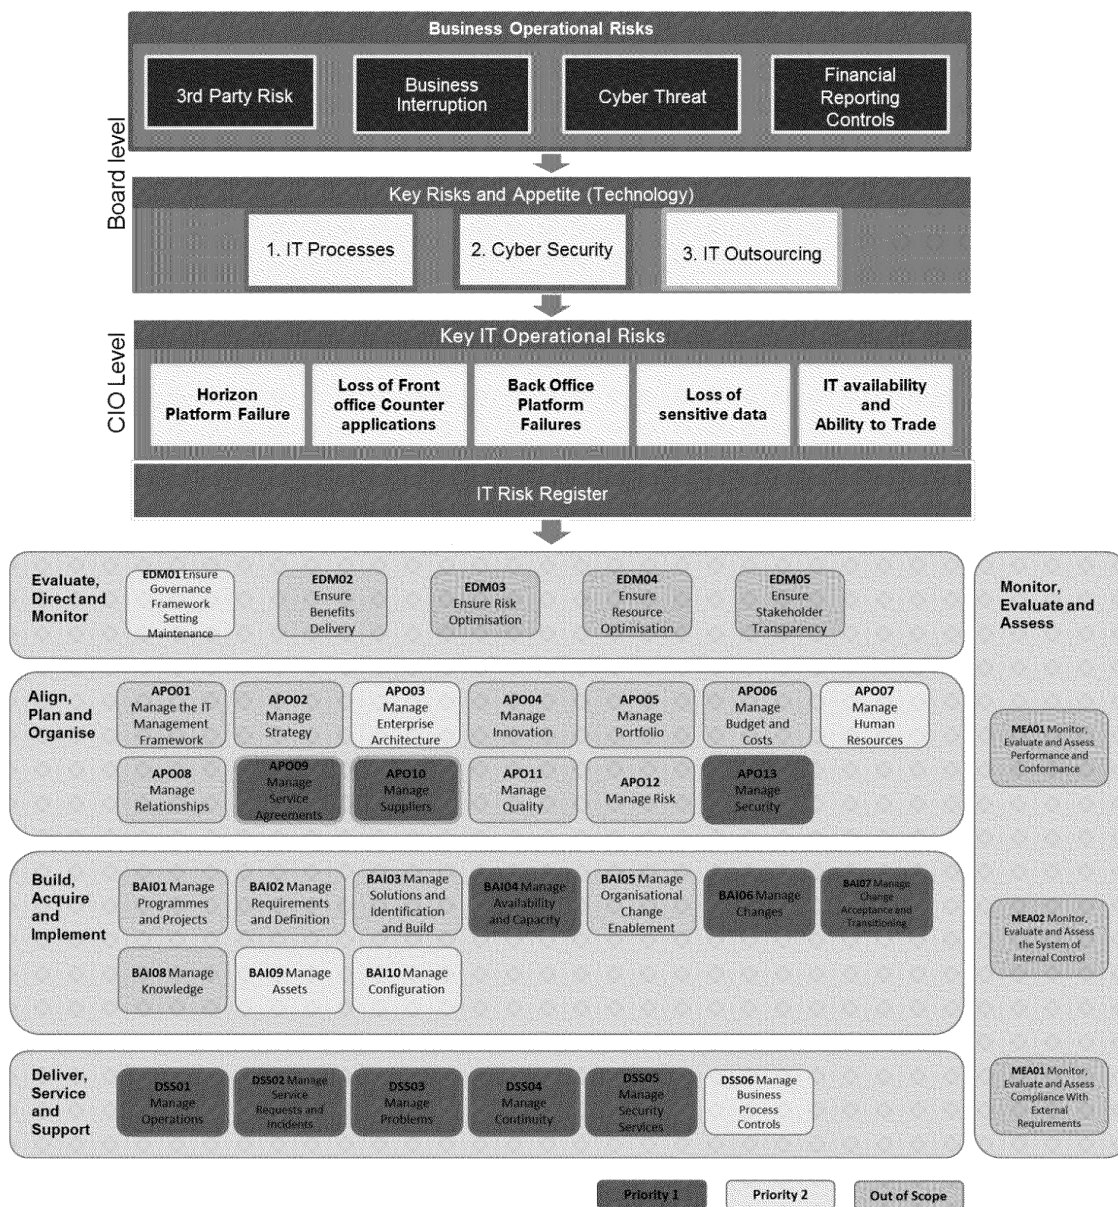 Business Operational Risks
3rd Party Risk
Business
Interruption
Cyber Threat
Financial
Reporting
Controls
Board level
Key Risks and Appetite (Technology)
1. IT Processes
2. Cyber Security
3. IT Outsourcing
CIO Level
Key IT Operational Risks
Horizon
Platform Failure
Loss of Front
office Counter
applications
Back Office
Platform
Failures
Loss of
sensitive data
IT availability
and
Ability to Trade
IT Risk Register
Evaluate,
Direct and
Monitor
EDM01 Ensure
Governance
Framework
Setting
Maintenance
EDM02
Ensure
Benefits
Delivery
EDM03
Ensure Risk
Optimisation
EDM04
Ensure
Resource
Optimisation
EDM05
Ensure
Stakeholder
Transparency
Align,
Plan and
Organise
APO01
Manage the IT
Management
Framework
APO02
Manage
Strategy
APO03
Manage
Enterprise
Architecture
APO04
Manage
Innovation
APO05
Manage
Portfolio
APO06
Manage
Budget and
Costs
APO07
Manage
Human
Resources
APO08
Manage
Relationships
APO09
Manage
Service
Agreements
APO10
Manage
Suppliers
APO11
Manage
Quality
APO12
Manage Risk
APO13
Manage
Security
Build,
Acquire
and
Implement
BAI01 Manage
Programmes
and Projects
BAI02 Manage
Requirements
and Definition
BAI03 Manage
Solutions and
Identification
and Build
BAI04 Manage
Availability
and Capacity
BAI05 Manage
Organisational
Change
Enablement
BAI06 Manage
Changes
BAI07 Manage
Change
Acceptance and
Transitioning
BAI08 Manage
Knowledge
BAI09 Manage
Assets
BAI10 Manage
Configuration
Deliver,
Service
and
Support
DSS01
Manage
Operations
DSS02 Manage
Service
Requests and
Incidents
DSS03
Manage
Problems
DSS04
Manage
Continuity
DSS05
Manage
Security
Services
DSS06 Manage
Business
Process
Controls
Monitor,
Evaluate and
Assess
MEA01 Monitor,
Evaluate and Assess
Performance and
Conformance
MEA02 Monitor,
Evaluate and Assess
the System of
Internal Control
MEA01 Monitor,
Evaluate and Assess
Compliance With
External
Requirements
Priority 1
Priority 2
Out of Scope